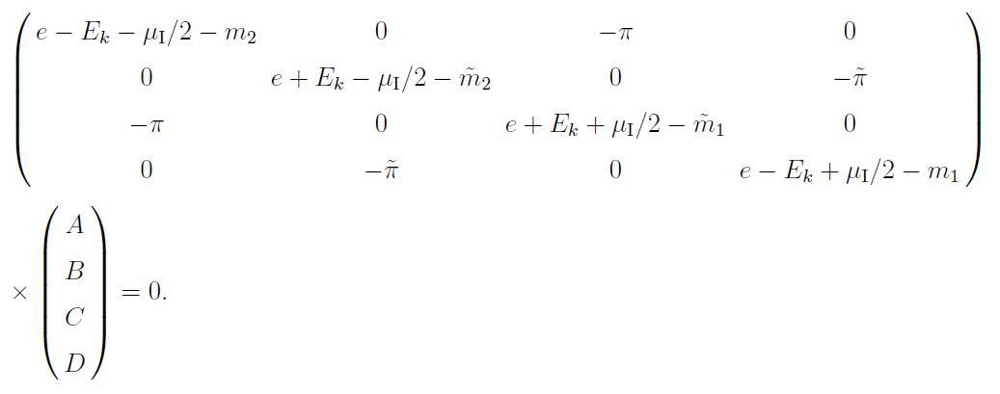 e − E_k − μ_I/2 − m_2 0 −π 0
0 e + E_k − μ_I/2 − m̃_2 0 −π̃
−π 0 e + E_k + μ_I/2 − m̃_1 0
0 −π̃ 0 e − E_k + μ_I/2 − m_1
A
B
× C = 0.
D